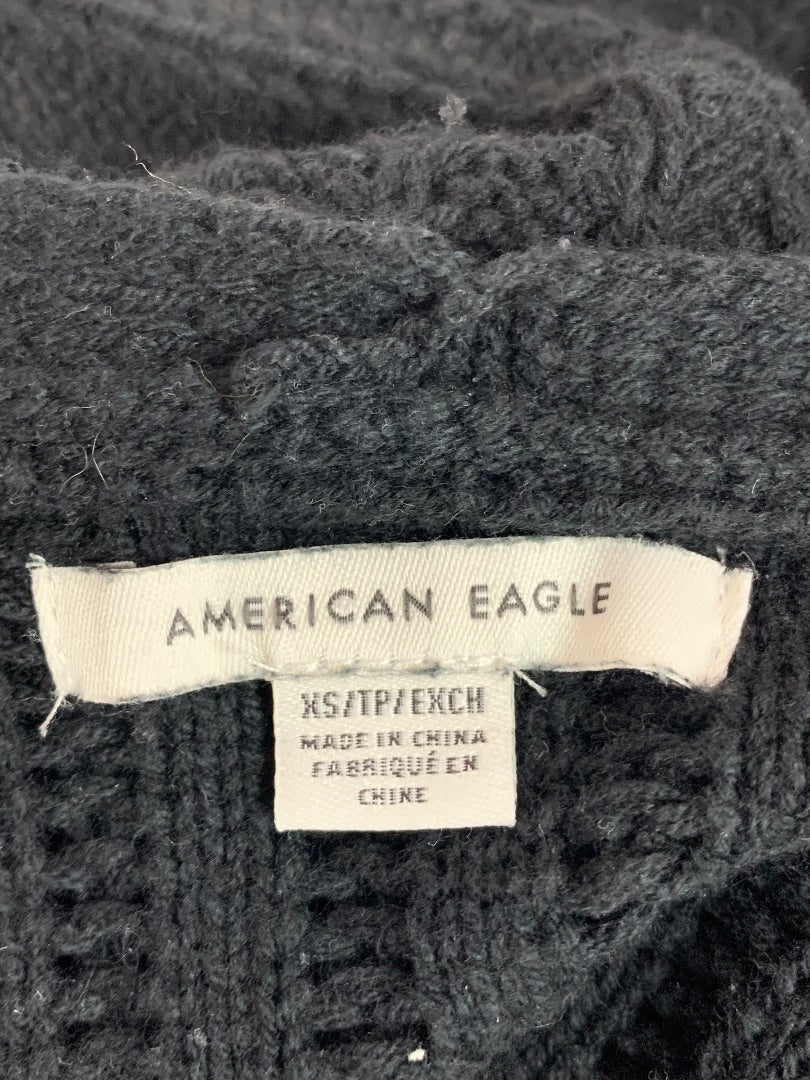 AMERICAN EAGLE
XS/TP/EXCH
MADE IN CHINA
FABRIQUÉ EN
CHINE